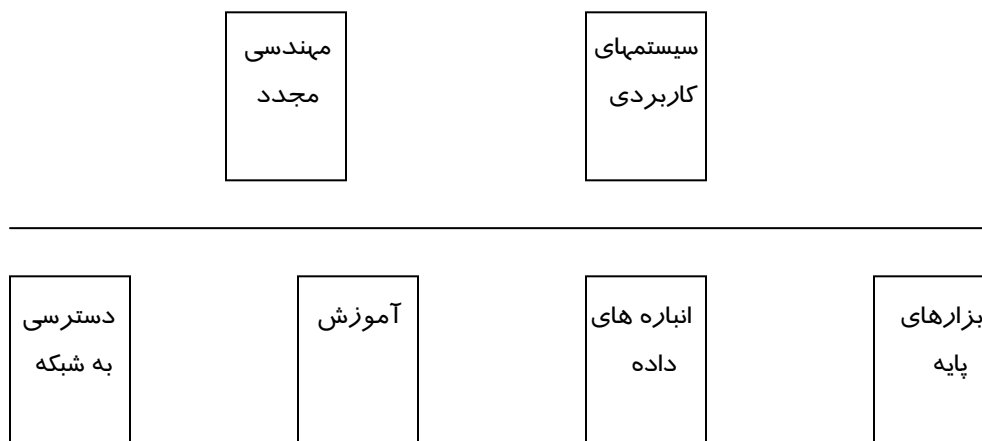 سیستمهای
کاربردی
مهندسی
مجدد
بزارهای
پایه
انباره های
داده
آموزش
دسترسی
به شبکه